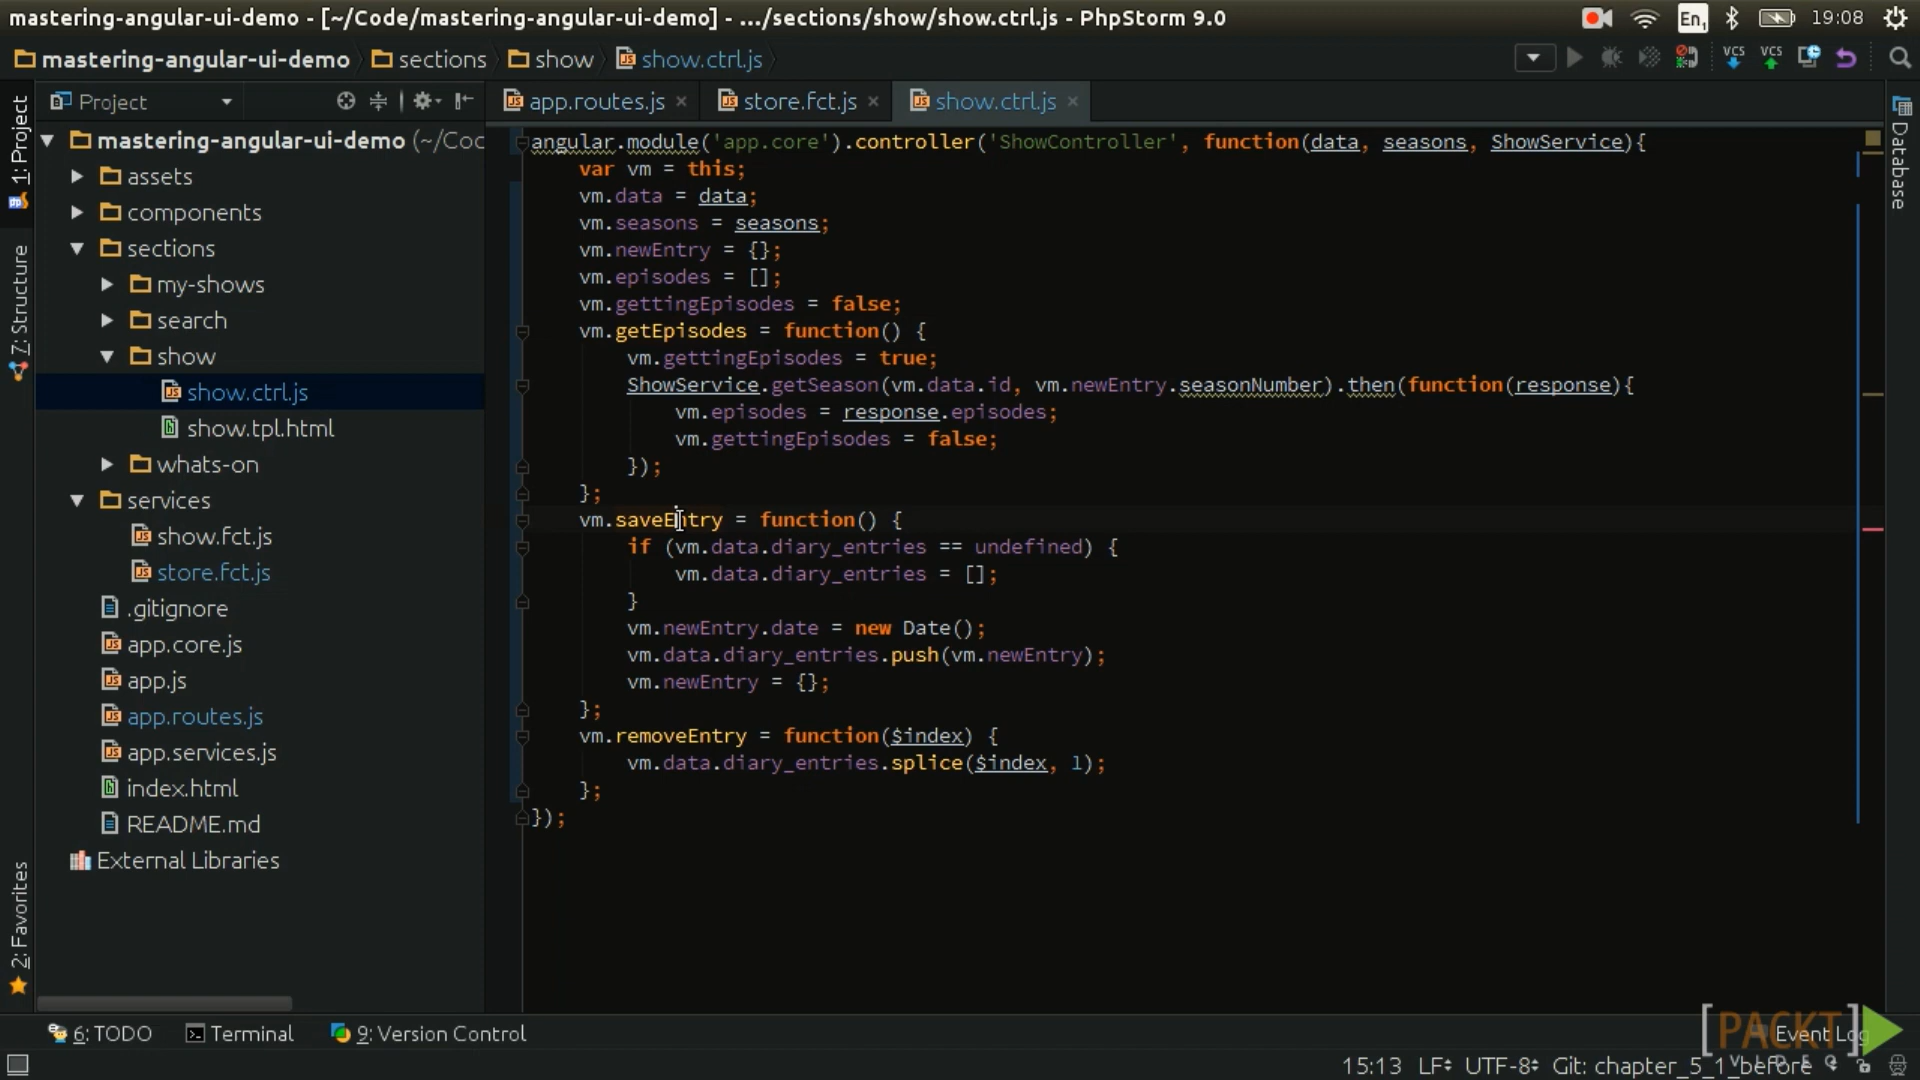 mastering-angular-ui-demo - [~/Code/mastering-angular-ui-demo] - .../sections/show/show.ctrl.js - PhpStorm 9.0
En1
19:08
mastering-angular-ui-demo
sections
show
show.ctrl.js
VCS
VCS
1: Project
7: Structure
2: Favorites
Project
mastering-angular-ui-demo (~/Coc
assets
components
sections
my-shows
search
show
show.ctrl.js
show.tpl.html
whats-on
services
show.fct.js
store.fct.js
.gitignore
app.core.js
app.js
app.routes.js
app.services.js
index.html
README.md
External Libraries
app.routes.js
store.fct.js
show.ctrl.js
angular.module('app.core').controller('ShowController', function(data, seasons, ShowService){
var vm = this;
vm.data = data;
vm.seasons = seasons;
vm.newEntry = {};
vm.episodes = [];
vm.gettingEpisodes = false;
vm.getEpisodes = function() {
vm.gettingEpisodes = true;
ShowService.getSeason(vm.data.id, vm.newEntry.seasonNumber).then(function(response){
vm.episodes = response.episodes;
vm.gettingEpisodes = false;
});
};
vm.saveEntry = function() {
if (vm.data.diary_entries == undefined) {
vm.data.diary_entries = [];
}
vm.newEntry.date = new Date();
vm.data.diary_entries.push(vm.newEntry);
vm.newEntry = {};
};
vm.removeEntry = function($index) {
vm.data.diary_entries.splice($index, 1);
};
});
Database
6: TODO
Terminal
9: Version Control
Event Log
[PACKT]
VIDEO
15:13
LF
UTF-8
Git: chapter_5_1_before